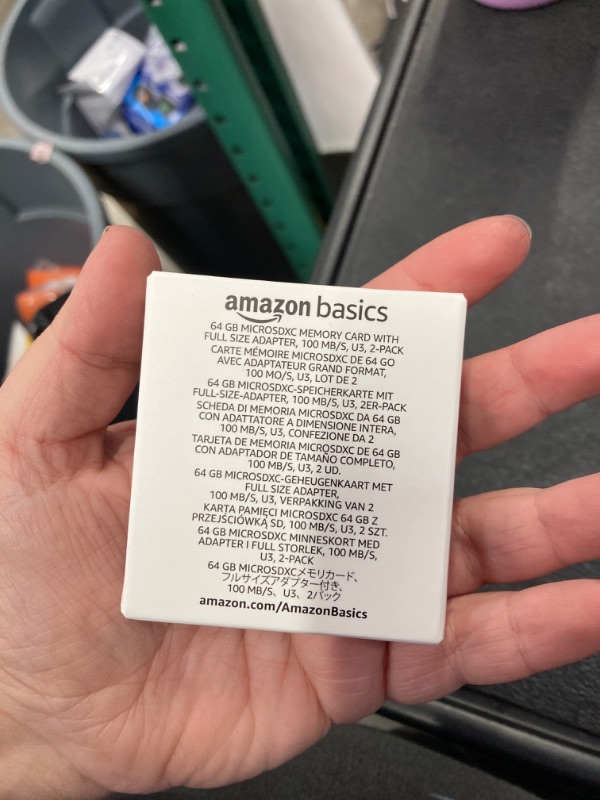 amazon basics
64 GB MICROSDXC MEMORY CARD WITH
FULL SIZE ADAPTER, 100 MB/S, U3, 2-PACK
CARTE MÉMOIRE MICROSDXC DE 64 GO
AVEC ADAPTATEUR GRAND FORMAT,
100 MO/S, U3, LOT DE 2
64 GB MICROSDXC-SPEICHERKARTE MIT
FULL-SIZE-ADAPTER, 100 MB/S, U3, 2ER-PACK
SCHEDA DI MEMORIA MICROSDXC DA 64 GB
CON ADATTATORE A DIMENSIONE INTERA,
100 MB/S, U3, CONFEZIONE DA 2
TARJETA DE MEMORIA MICROSDXC DE 64 GB
CON ADAPTADOR DE TAMAÑO COMPLETO,
100 MB/S, U3, 2 UD.
64 GB MICROSDXC-GEHEUGENKAART MET
FULL SIZE ADAPTER,
100 MB/S, U3, VERPAKKING VAN 2
KARTA PAMIĘCI MICROSDXC 64 GB Z
PRZEJŚCIÓWKĄ SD, 100 MB/S, U3, 2 SZT.
64 GB MICROSDXC MINNESKORT MED
ADAPTER I FULL STORLEK, 100 MB/S,
U3, 2-PACK
64 GB MICROSDXCメモリカード、
フルサイズアダプター付き、
100 MB/S、U3、2パック
amazon.com/AmazonBasics